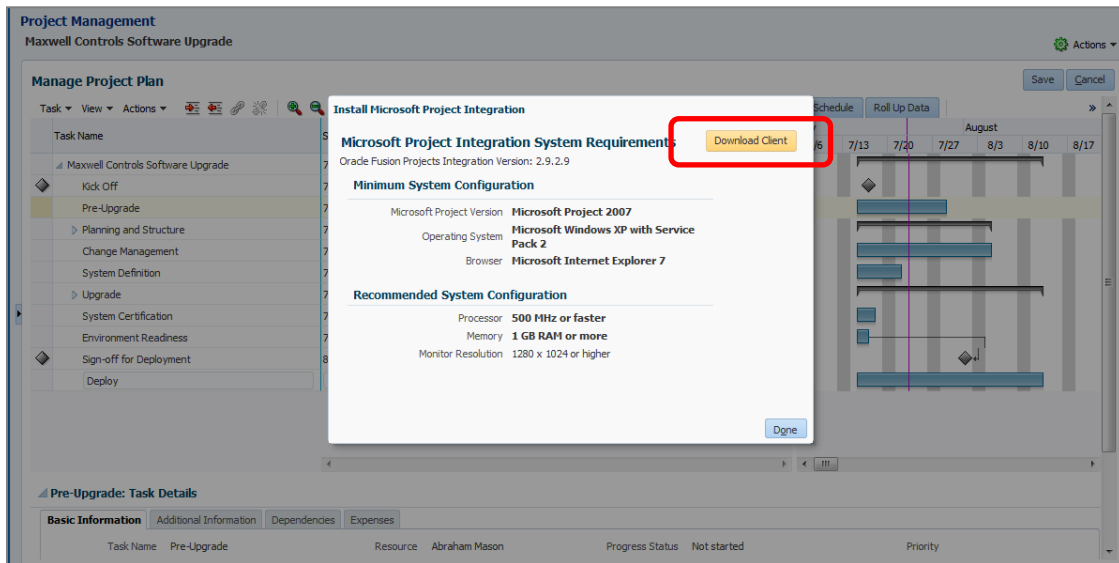 Project Management
Maxwell Controls Software Upgrade
Actions
Manage Project Plan
Save Cancel
Task View Actions Schedule Roll Up Data »
Install Microsoft Project Integration
Microsoft Project Integration System Requirements Download Client
Oracle Fusion Projects Integration Version: 2.9.2.9
Minimum System Configuration
Microsoft Project Version Microsoft Project 2007
Operating System Microsoft Windows XP with Service
Pack 2
Browser Microsoft Internet Explorer 7
Recommended System Configuration
Processor 500 MHz or faster
Memory 1 GB RAM or more
Monitor Resolution 1280 x 1024 or higher
Done
August
Task Name
7/13 7/20 7/27 8/3 8/10 8/17
Maxwell Controls Software Upgrade
Kick Off
Pre-Upgrade
Planning and Structure
Change Management
System Definition
Upgrade
System Certification
Environment Readiness
Sign-off for Deployment
Deploy
Pre-Upgrade: Task Details
Basic Information Additional Information Dependencies Expenses
Task Name Pre-Upgrade Resource Abraham Mason Progress Status Not started Priority